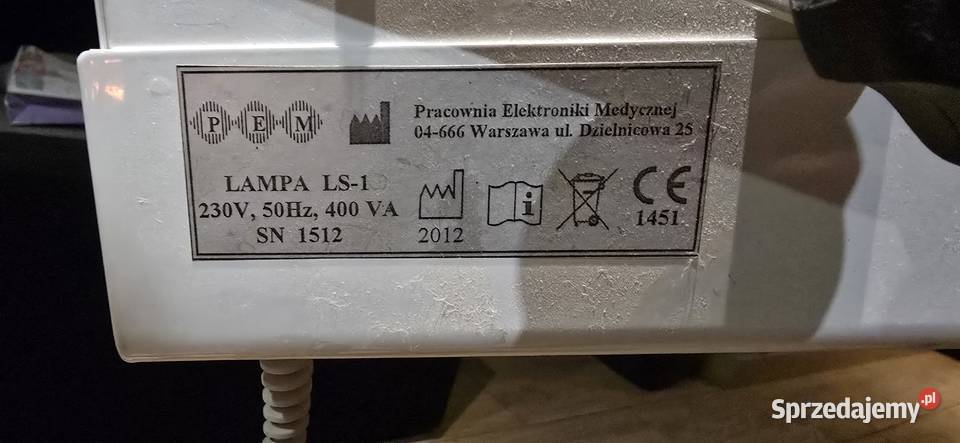 P E M
Pracownia Elektroniki Medycznej
04-666 Warszawa ul. Dzielnicowa 25
LAMPA LS-1
230V, 50Hz, 400 VA
SN 1512
2012
i
CE
1451
Sprzedajemy.pl